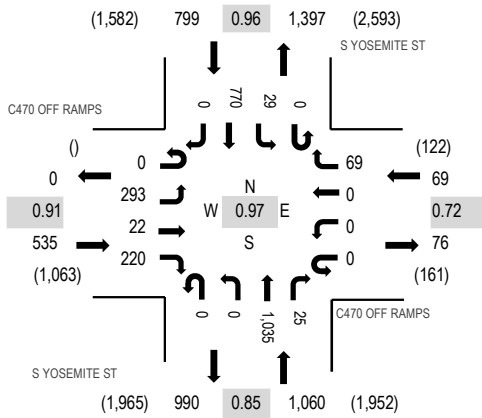 (1,582) 799 0.96 1,397 (2,593)
S YOSEMITE ST
0 770 29 0
C470 OFF RAMPS
() 0 69 (122)
0 293 0 69
N
0.91 22 W 0.97 E 0 0.72
S
535 220 0 76
(1,063) (161)
0 0 1,035 25
C470 OFF RAMPS
S YOSEMITE ST
(1,965) 990 0.85 1,060 (1,952)